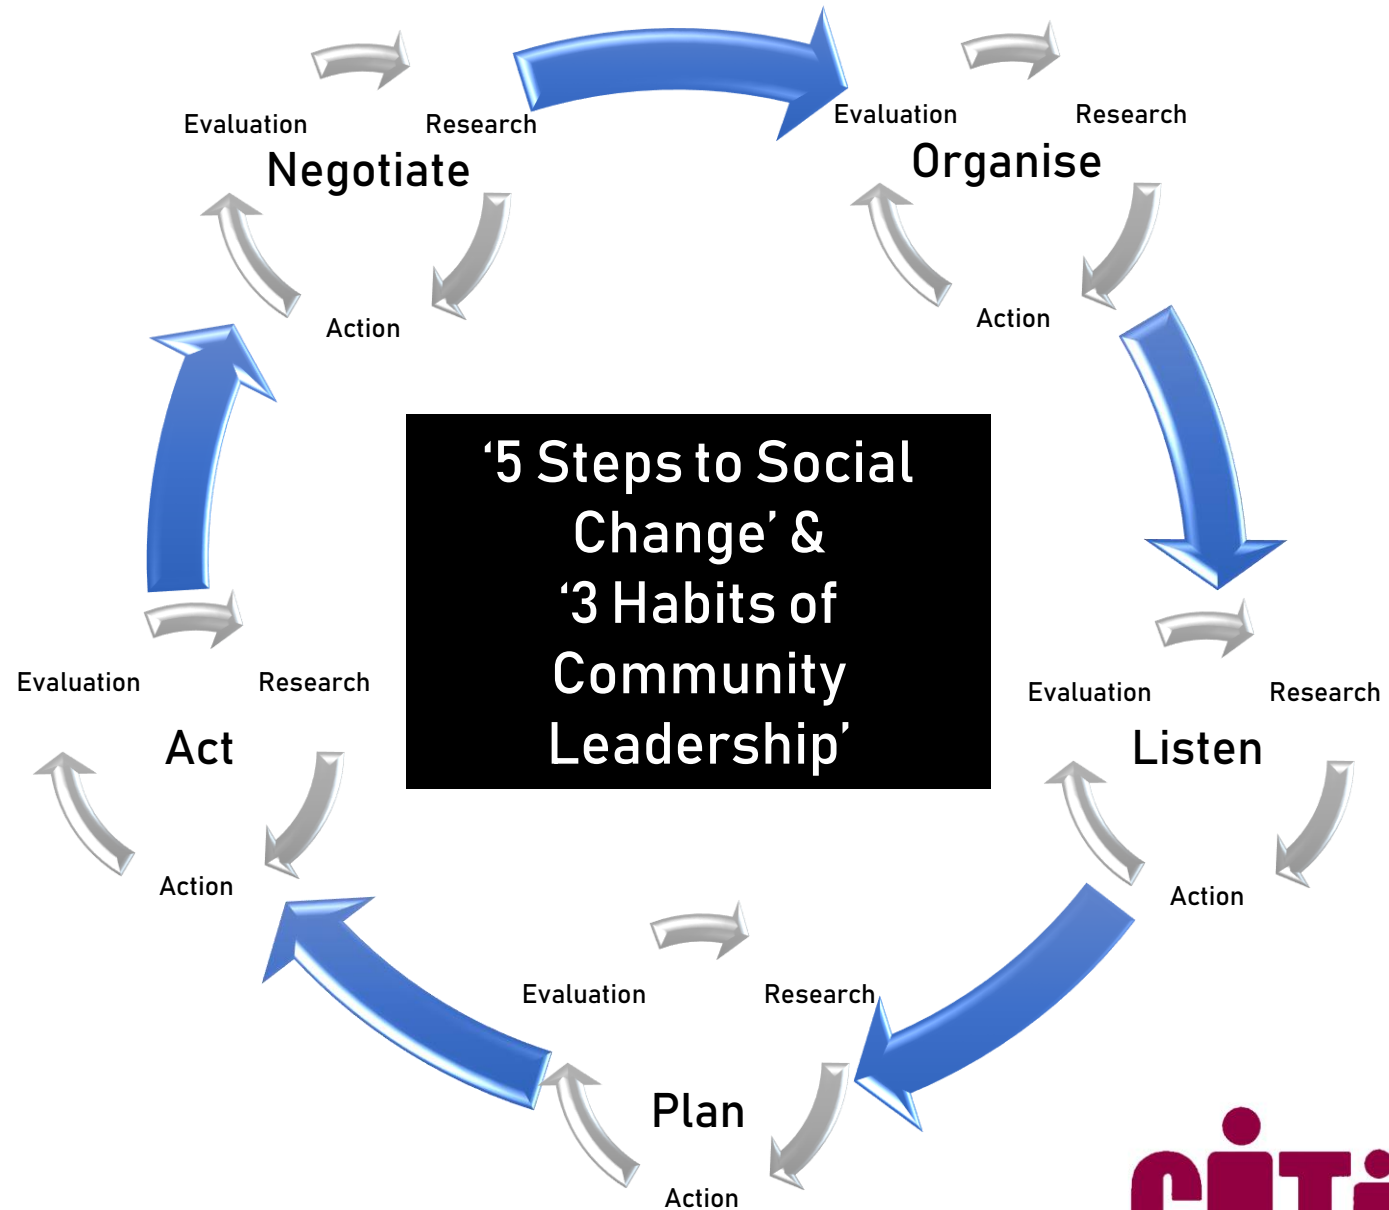 Evaluation
Research
Negotiate
Action
Evaluation
Research
Organise
Action
‘5 Steps to Social
Change’ &
‘3 Habits of
Community
Leadership’
Evaluation
Research
Act
Action
Evaluation
Research
Listen
Action
Evaluation
Research
Plan
Action